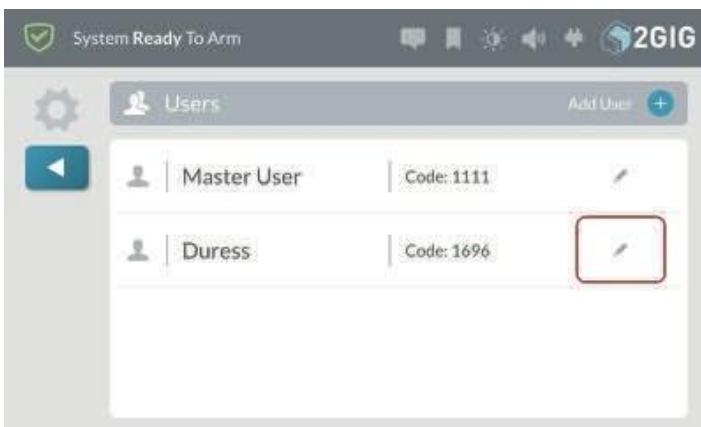 System Ready To Arm
2GIG
Users
Add User
Master User
Code: 1111
Duress
Code: 1696